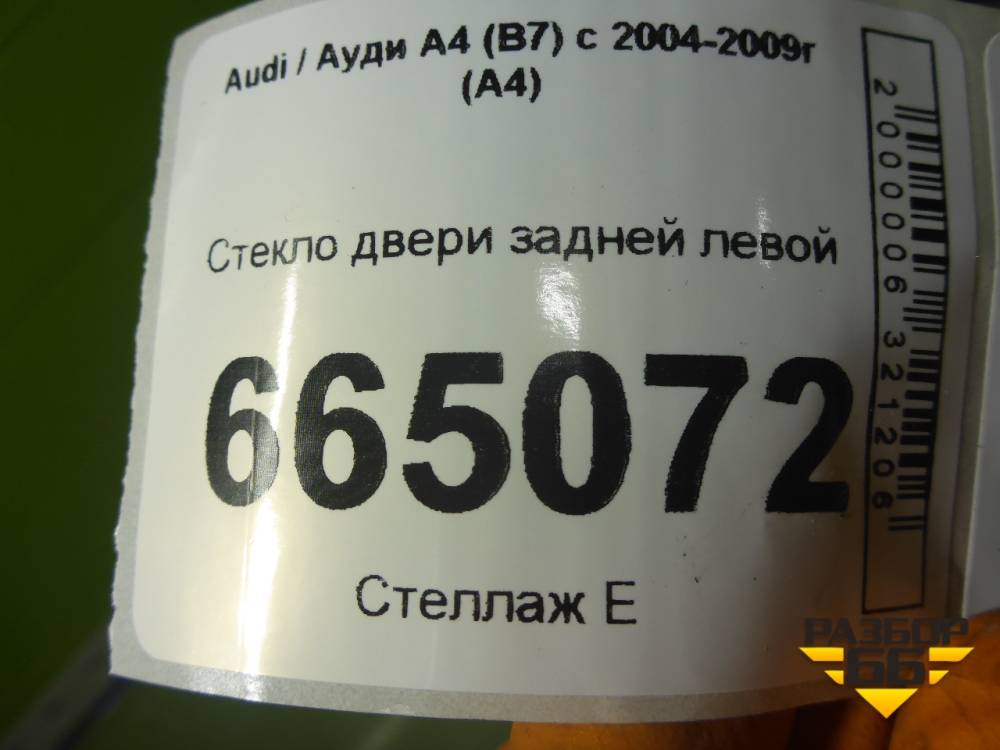 Audi / Ауди А4 (В7) с 2004-2009г
(А4)
Стекло двери задней левой
665072
Стеллаж Е
2000006321206
РАЗБОР
66